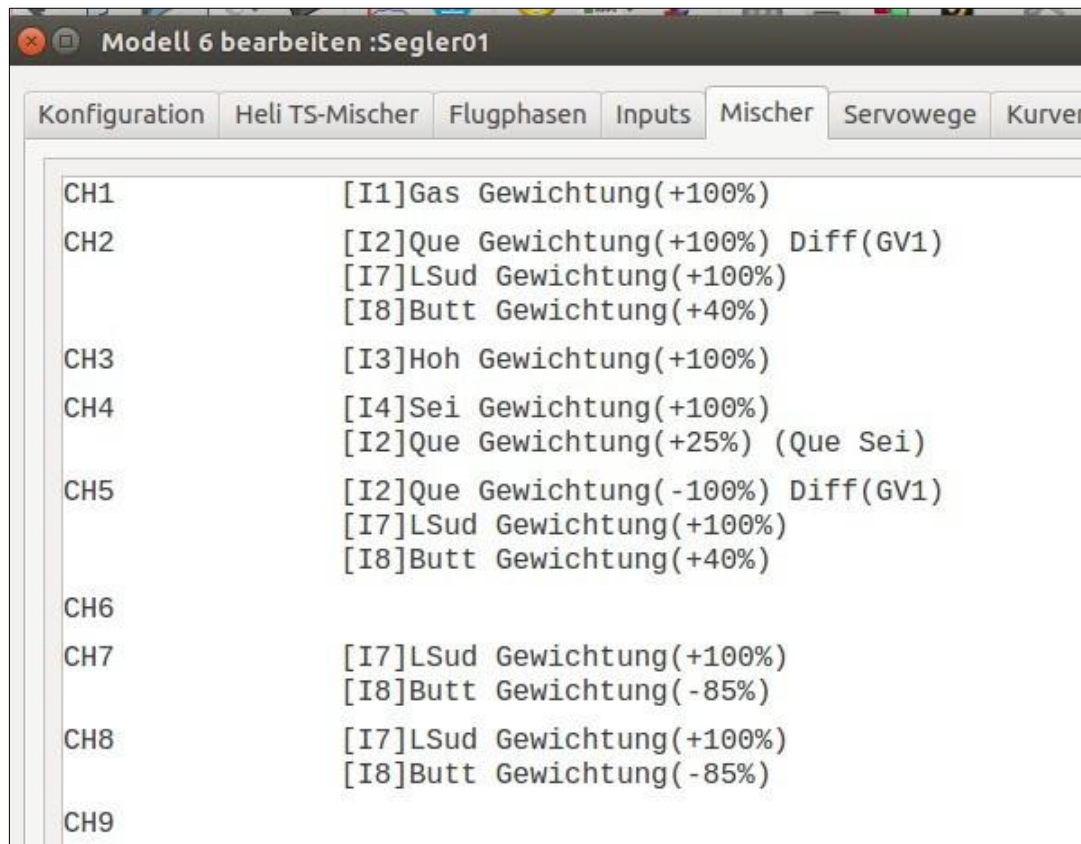 Modell 6 bearbeiten :Segler01
Konfiguration Heli TS-Mischer Flugphasen Inputs Mischer Servowege Kurven
CH1 [I1]Gas Gewichtung(+100%)
CH2 [I2]Que Gewichtung(+100%) Diff(GV1)
[I7]LSud Gewichtung(+100%)
[I8]Butt Gewichtung(+40%)
CH3 [I3]Hoh Gewichtung(+100%)
CH4 [I4]Sei Gewichtung(+100%)
[I2]Que Gewichtung(+25%) (Que Sei)
CH5 [I2]Que Gewichtung(-100%) Diff(GV1)
[I7]LSud Gewichtung(+100%)
[I8]Butt Gewichtung(+40%)
CH6
CH7 [I7]LSud Gewichtung(+100%)
[I8]Butt Gewichtung(-85%)
CH8 [I7]LSud Gewichtung(+100%)
[I8]Butt Gewichtung(-85%)
CH9